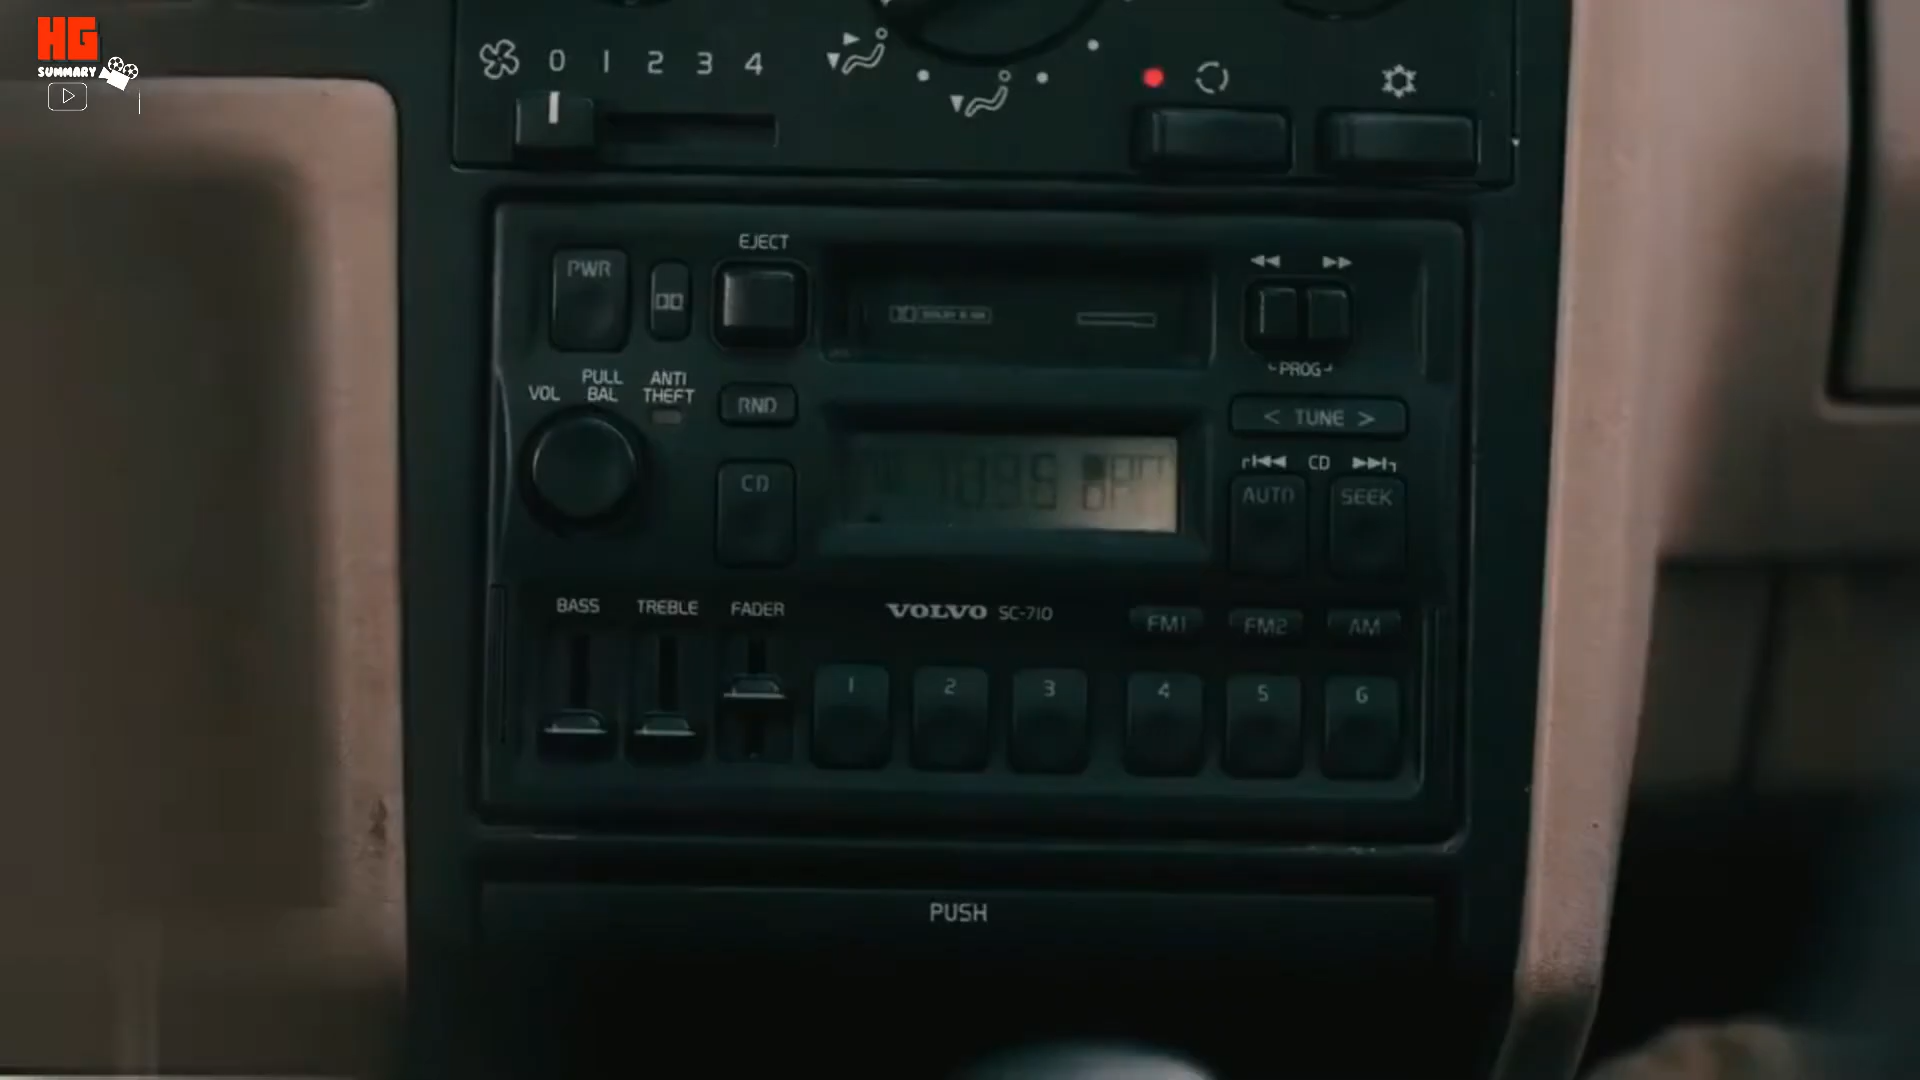 HG
SUMMARY
0 1 2 3 4
EJECT
PWR
VOL
PULL
BAL
ANTI
THEFT
PROG
RND
< TUNE >
CD
CD
AUTO
SEEK
BASS
TREBLE
FADER
VOLVO SC-710
FM1
FM2
AM
1 2 3 4 5 6
PUSH